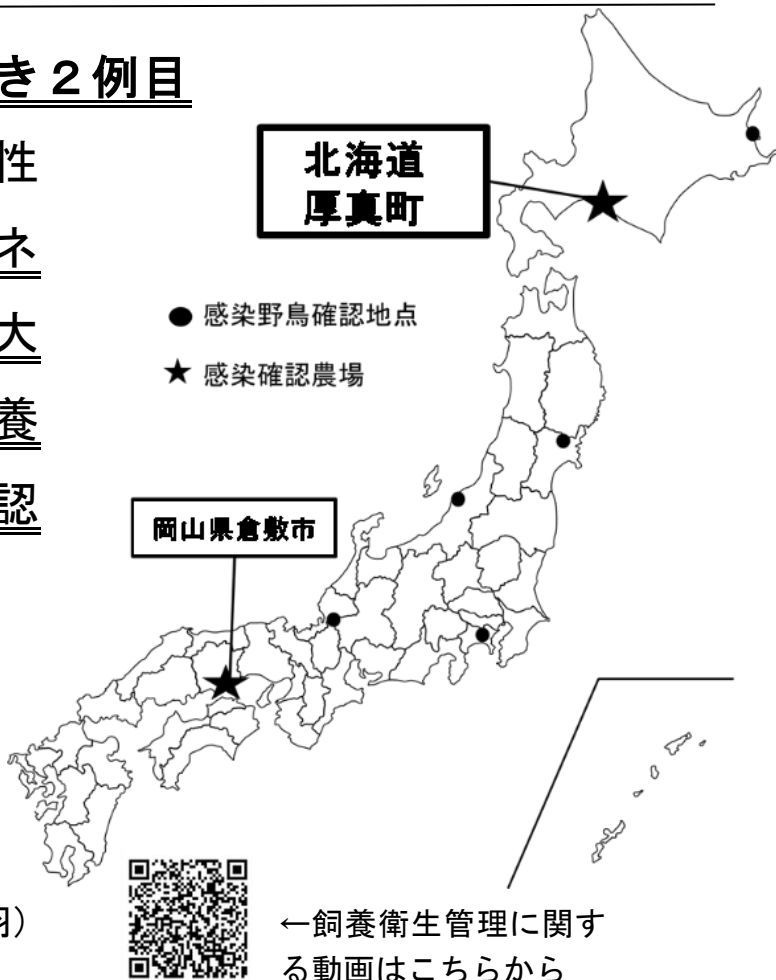 き２例目
性
ネ
大
養
認
北海道
厚真町
● 感染野鳥確認地点
★ 感染確認農場
岡山県倉敷市
羽）
←飼養衛生管理に関す
る動画はこちらから